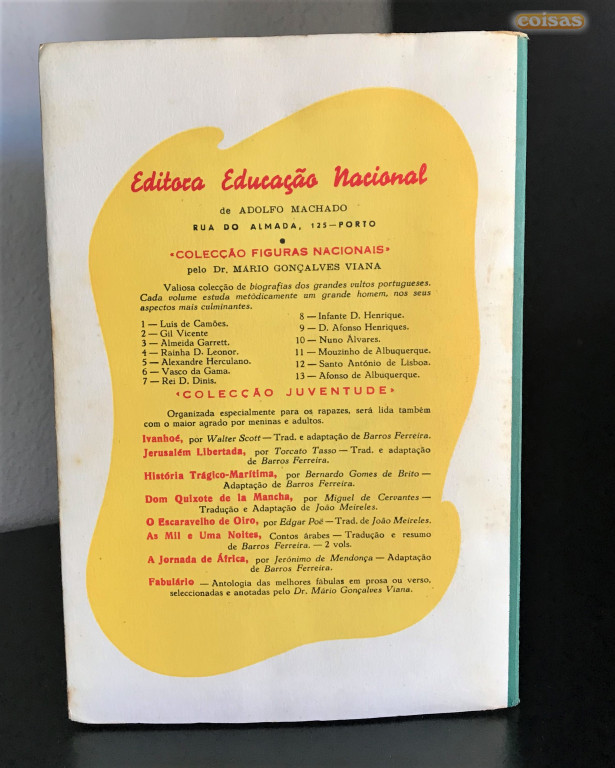 coisas
Editora Educação Nacional
de ADOLFO MACHADO
RUA DO ALMADA, 125—PORTO
•
«COLECÇÃO FIGURAS NACIONAIS»
pelo Dr. MÁRIO GONÇALVES VIANA
Valiosa colecção de biografias dos grandes vultos portugueses.
Cada volume estuda metòdicamente um grande homem, nos seus
aspectos mais culminantes.
1 — Luís de Camões.
2 — Gil Vicente
3 — Almeida Garrett.
4 — Rainha D. Leonor.
5 — Alexandre Herculano.
6 — Vasco da Gama.
7 — Rei D. Dinis.
8 — Infante D. Henrique.
9 — D. Afonso Henriques.
10 — Nuno Álvares.
11 — Mouzinho de Albuquerque.
12 — Santo António de Lisboa.
13 — Afonso de Albuquerque.
«COLECÇÃO JUVENTUDE»
Organizada especialmente para os rapazes, será lida também
com o maior agrado por meninas e adultos.
Ivanhoé, por Walter Scott — Trad. e adaptação de Barros Ferreira.
Jerusalém Libertada, por Torcato Tasso — Trad. e adaptação
de Barros Ferreira.
História Trágico-Marítima, por Bernardo Gomes de Brito —
Adaptação de Barros Ferreira.
Dom Quixote de la Mancha, por Miguel de Cervantes —
Tradução e Adaptação de João Meireles.
O Escaravelho de Oiro, por Edgar Poë — Trad. de João Meireles.
As Mil e Uma Noites, Contos árabes — Tradução e resumo
de Barros Ferreira. — 2 vols.
A Jornada de África, por Jerónimo de Mendonça — Adaptação
de Barros Ferreira.
Fabulário — Antologia das melhores fábulas em prosa ou verso,
seleccionadas e anotadas pelo Dr. Mário Gonçalves Viana.